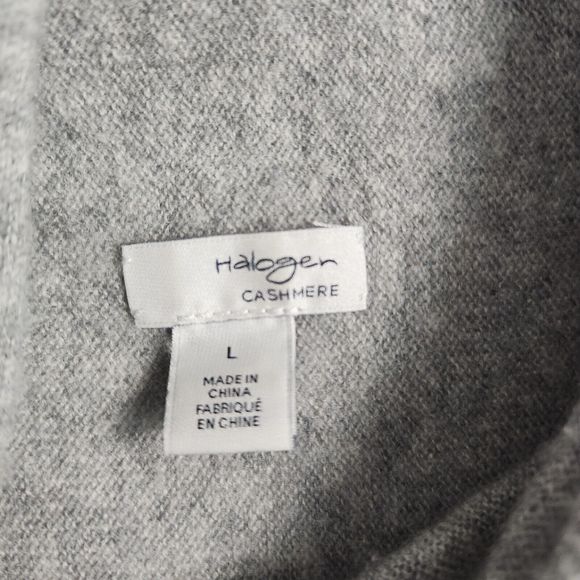 Halogen
CASHMERE
L
MADE IN
CHINA
FABRIQUÉ
EN CHINE